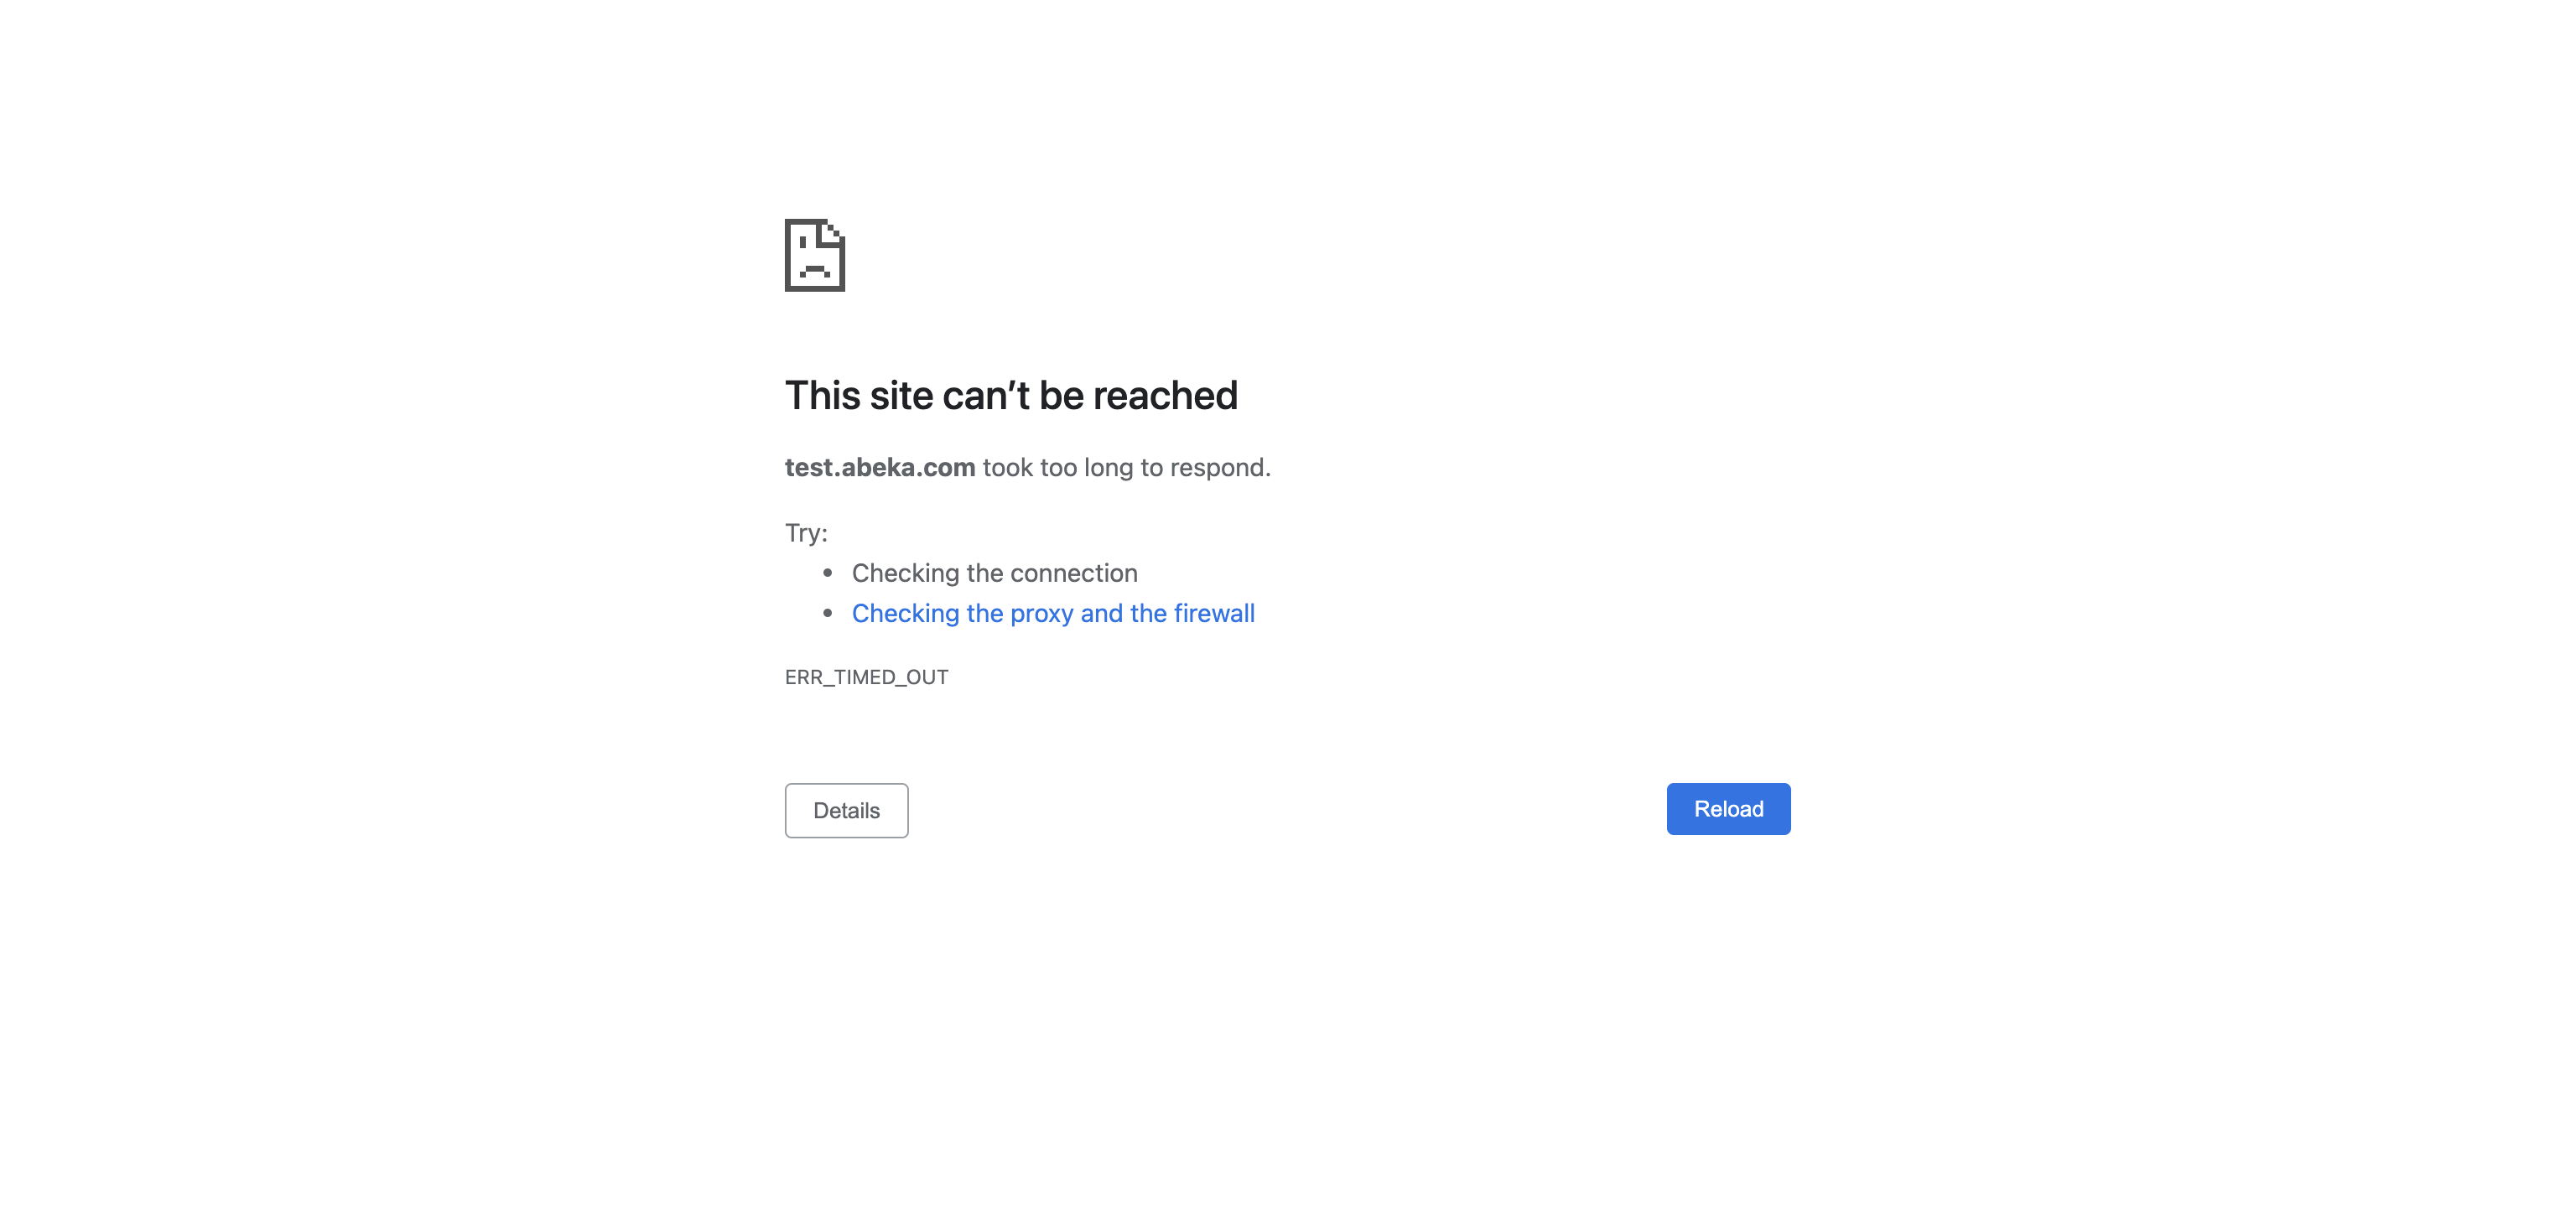 This site can’t be reached
test.abeka.com took too long to respond.
Try:
• Checking the connection
• Checking the proxy and the firewall
ERR_TIMED_OUT
Details
Reload